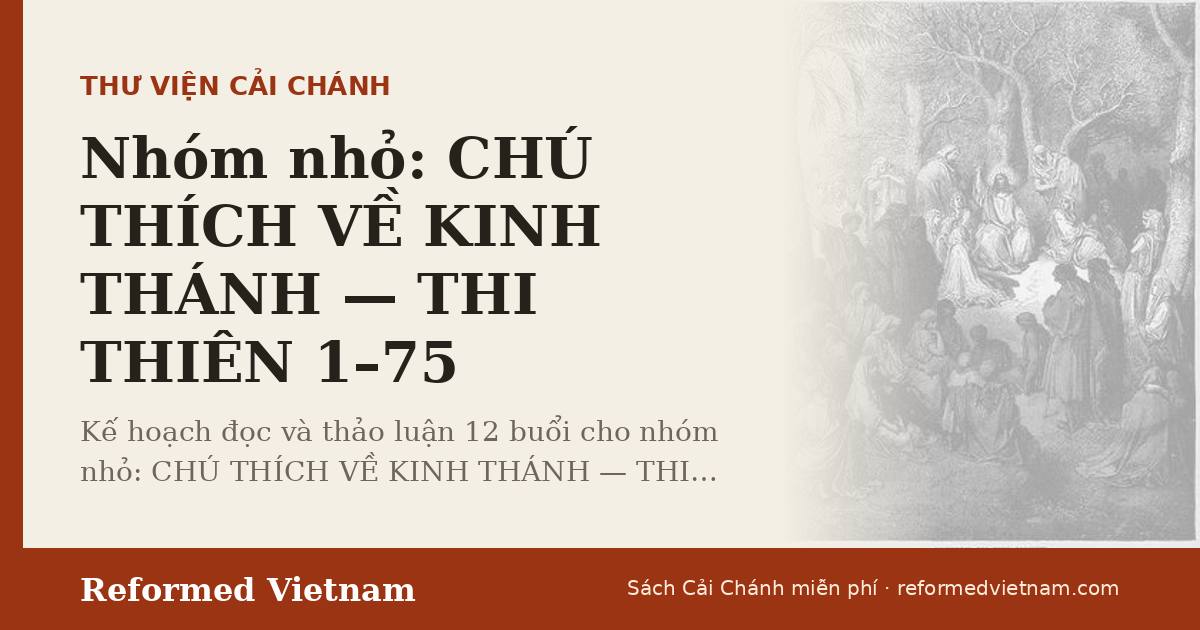 THƯ VIỆN CẢI CHÁNH
Nhóm nhỏ: CHÚ
THÍCH VỀ KINH
THÁNH — THI
THIÊN 1–75
Kế hoạch đọc và thảo luận 12 buổi cho nhóm
nhỏ: CHÚ THÍCH VỀ KINH THÁNH — THI...
Reformed Vietnam
Sách Cải Chánh miễn phí · reformedvietnam.com